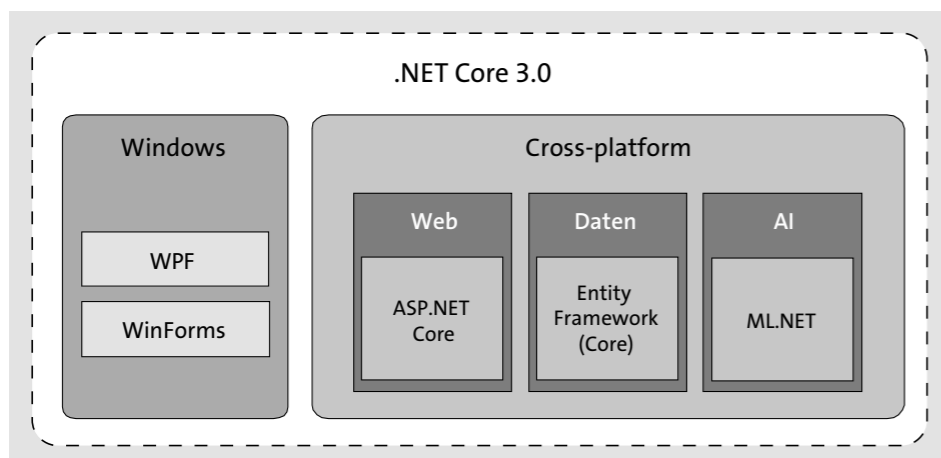 .NET Core 3.0
Windows
WPF
WinForms
Cross-platform
Web
ASP.NET
Core
Daten
Entity
Framework
(Core)
AI
ML.NET